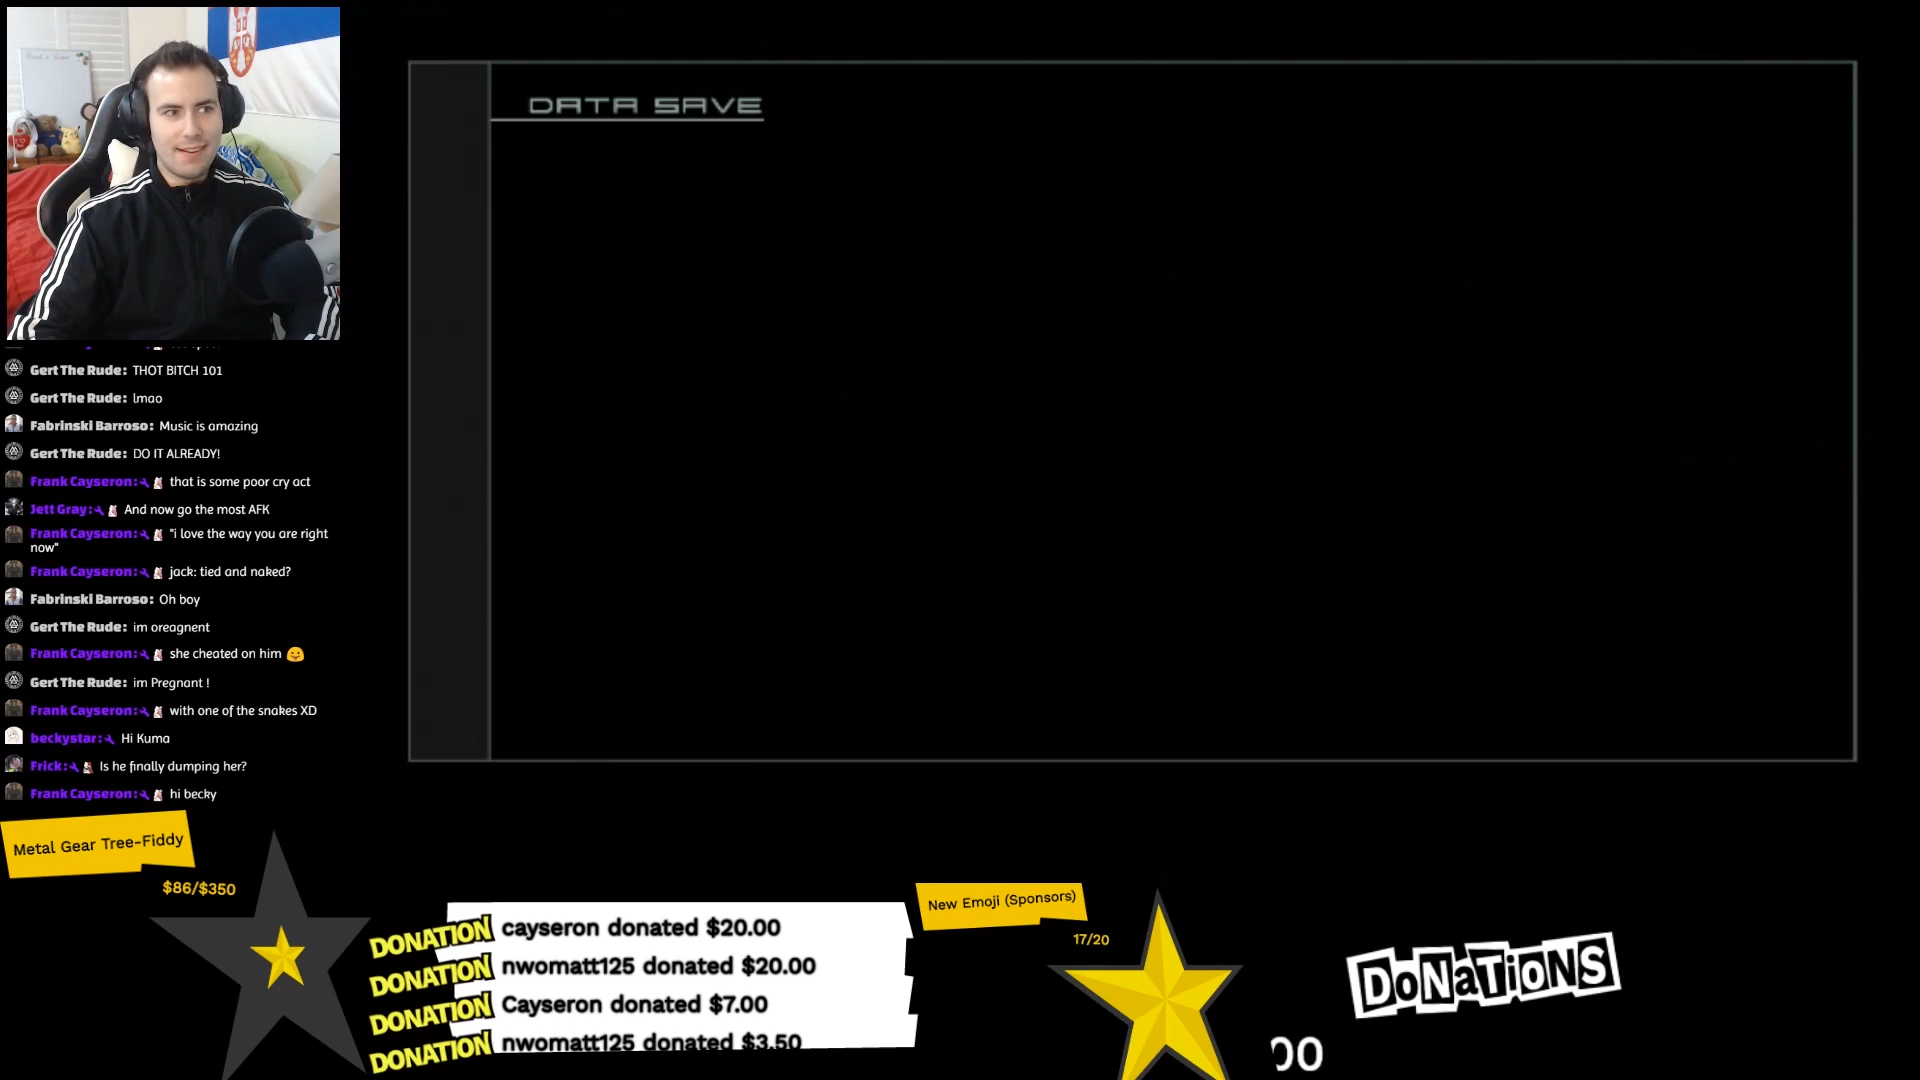 DATA SAVE
Gert The Rude: THOT BITCH 101
Gert The Rude: lmao
Fabrinski Barroso: Music is amazing
Gert The Rude: DO IT ALREADY!
Frank Cayseron: that is some poor cry act
Jett Gray: And now go the most AFK
Frank Cayseron: "i love the way you are right
now"
Frank Cayseron: jack: tied and naked?
Fabrinski Barroso: Oh boy
Gert The Rude: im oreagnent
Frank Cayseron: she cheated on him
Gert The Rude: im Pregnant !
Frank Cayseron: with one of the snakes XD
beckystar: Hi Kuma
Frick: Is he finally dumping her?
Frank Cayseron: hi becky
Metal Gear Tree-Fiddy
$86/$350
DONATION cayseron donated $20.00
DONATION nwomatt125 donated $20.00
DONATION Cayseron donated $7.00
DONATION nwomatt125 donated $3.50
New Emoji (Sponsors)
17/20
DoNaTiONS
00